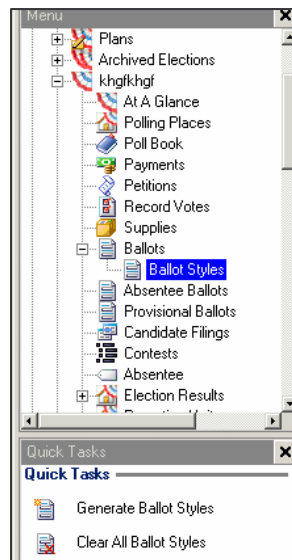 Menu
Plans
Archived Elections
khgfkhgf
At A Glance
Polling Places
Poll Book
Payments
Petitions
Record Votes
Supplies
Ballots
Ballot Styles
Absentee Ballots
Provisional Ballots
Candidate Filings
Contests
Absentee
Election Results
Quick Tasks
Quick Tasks
Generate Ballot Styles
Clear All Ballot Styles